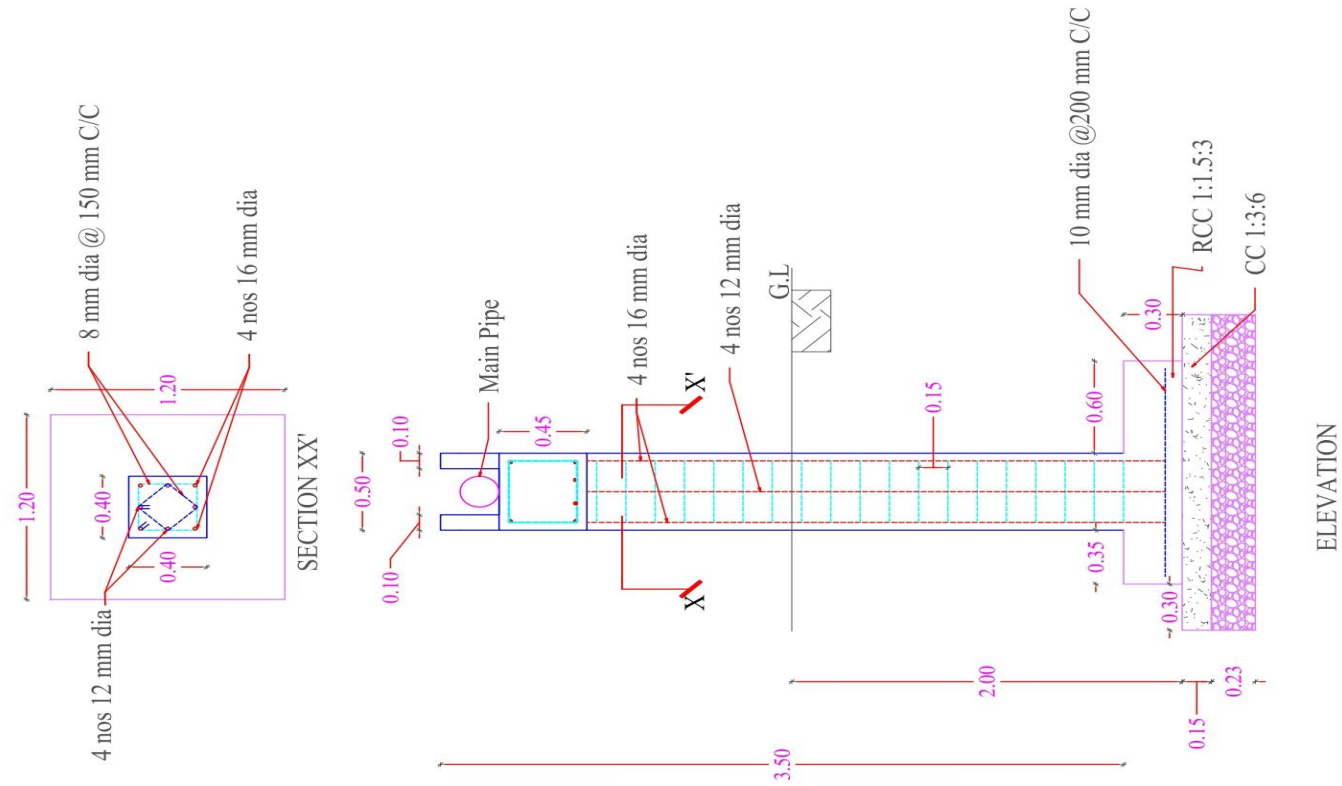 1.20
1.20
0.40
0.40
8 mm dia @ 150 mm C/C
4 nos 16 mm dia
4 nos 12 mm dia
SECTION XX'
0.10
0.50
0.10
Main Pipe
0.45
4 nos 16 mm dia
4 nos 12 mm dia
X
X'
G.L
0.15
10 mm dia @200 mm C/C
RCC 1:1.5:3
CC 1:3:6
0.30
0.60
0.35
0.30
2.00
0.15
0.23
3.50
ELEVATION